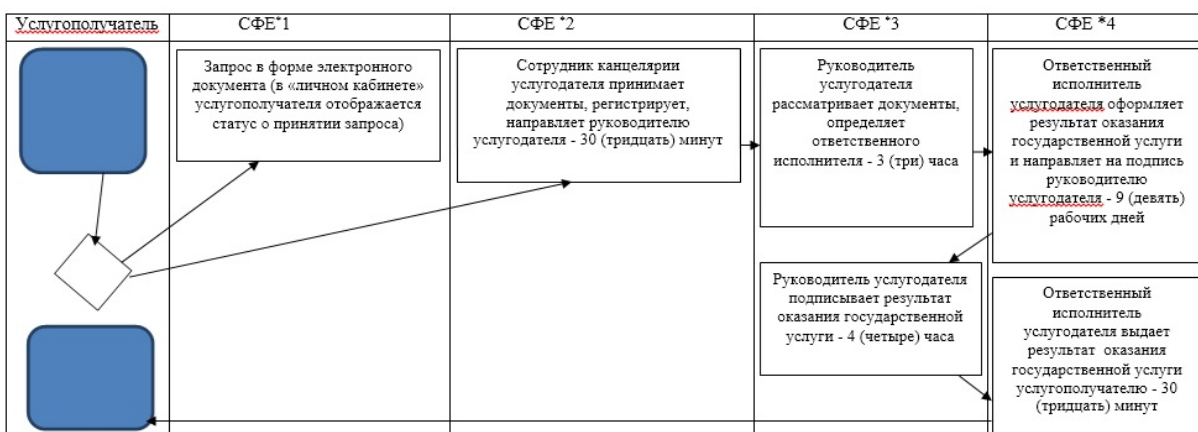 Услугополучатель
СФЕ*1
СФЕ *2
СФЕ *3
СФЕ *4
Запрос в форме электронного
документа (в «личном кабинете»
услугополучателя отображается
статус о принятии запроса)
Сотрудник канцелярии
услугодателя принимает
документы, регистрирует,
направляет руководителю
услугодателя - 30 (тридцать) минут
Руководитель
услугодателя
рассматривает документы,
определяет
ответственного
исполнителя - 3 (три) часа
Ответственный
исполнитель
услугодателя оформляет
результат оказания
государственной услуги
и направляет на подпись
руководителю
услугодателя - 9 (девять)
рабочих дней
Руководитель услугодателя
подписывает результат
оказания государственной
услуги - 4 (четыре) часа
Ответственный
исполнитель
услугодателя выдает
результат оказания
государственной услуги
услугополучателю - 30
(тридцать) минут